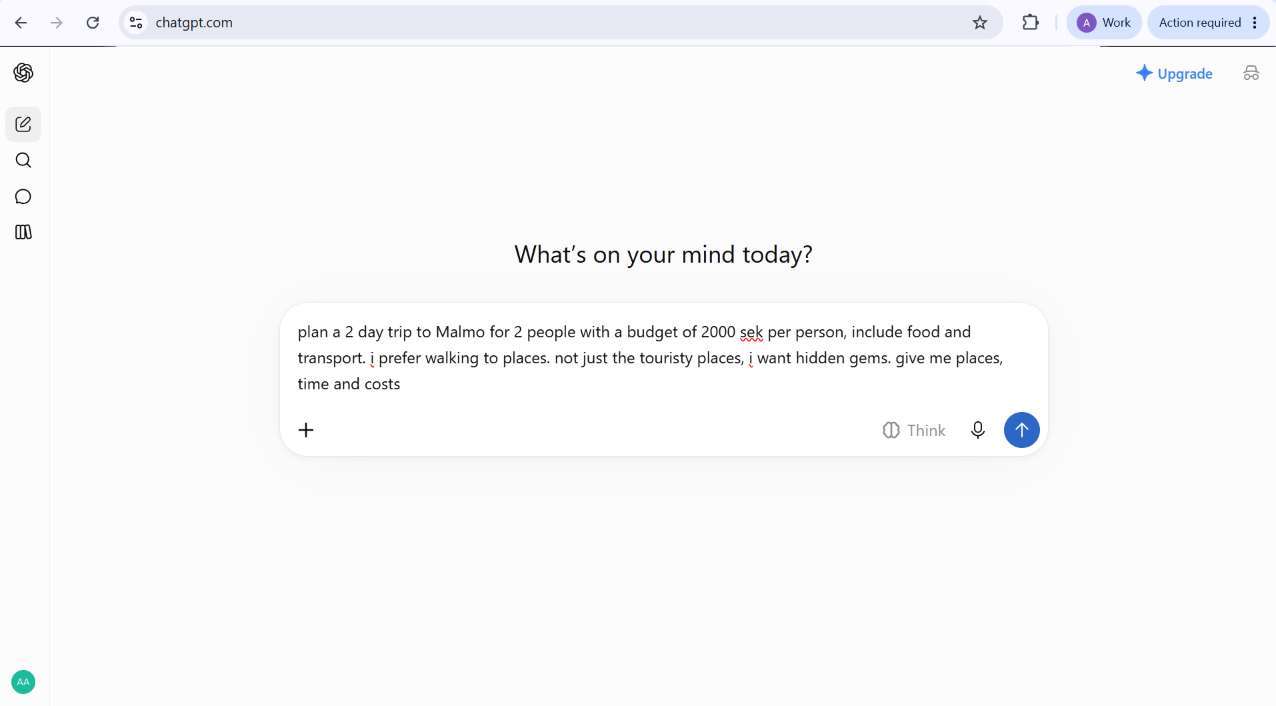 chatgpt.com
A Work
Action required
Upgrade
What's on your mind today?
plan a 2 day trip to Malmo for 2 people with a budget of 2000 sek per person, include food and
transport. i prefer walking to places. not just the touristy places, i want hidden gems. give me places,
time and costs
Think
AA